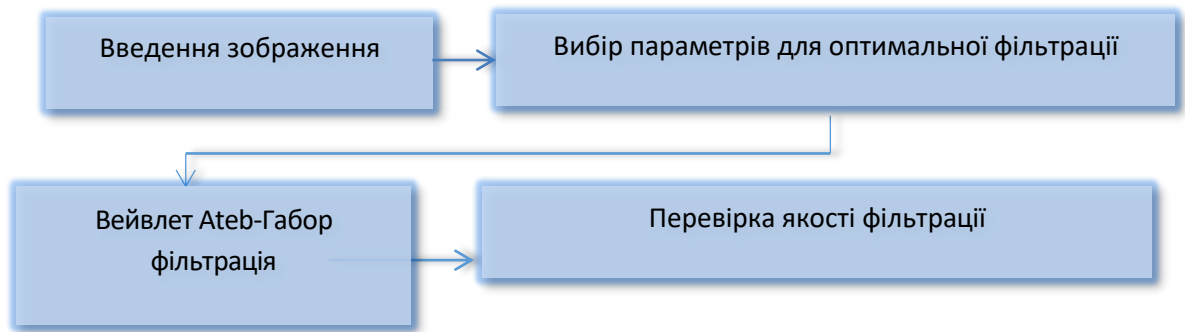 Введення зображення
Вибір параметрів для оптимальної фільтрації
Вейвлет Ateb-Габор
фільтрація
Перевірка якості фільтрації